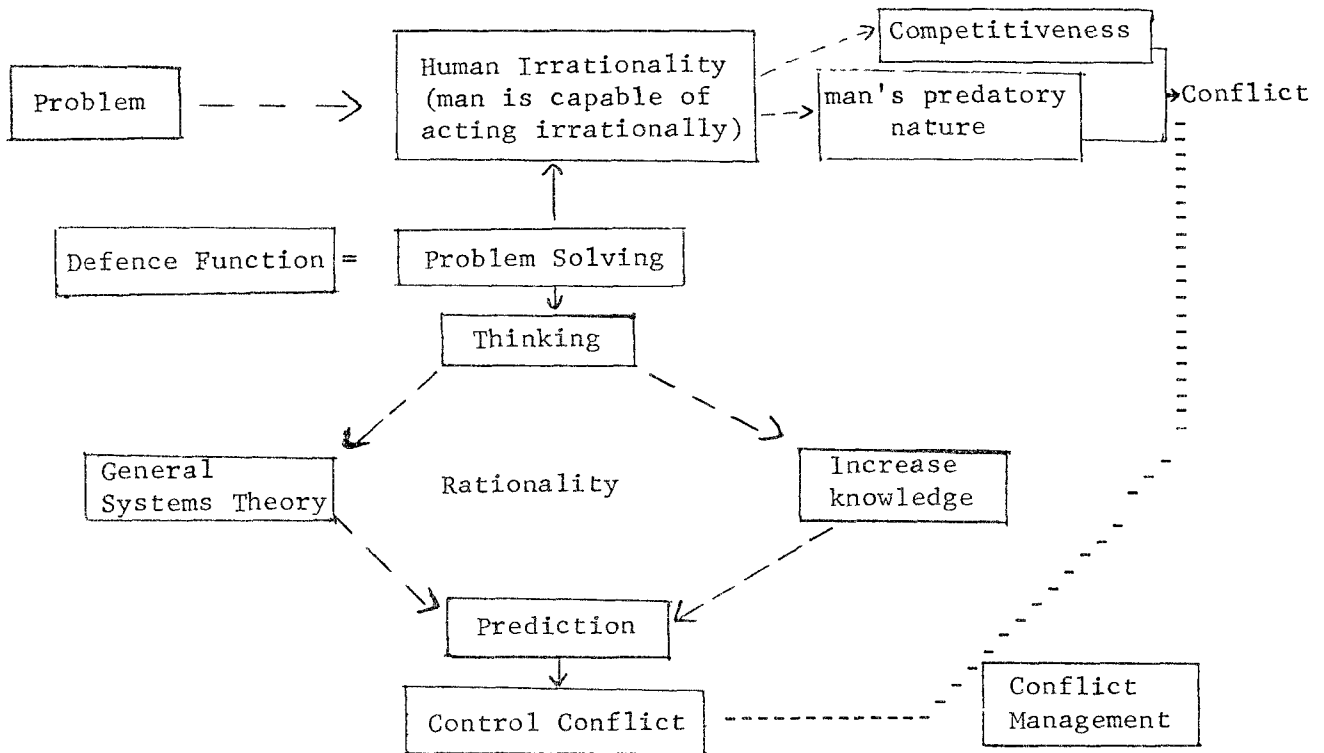 Competitiveness
Problem
Human Irrationality
(man is capable of
acting irrationally)
man's predatory
nature
Conflict
Defence Function =
Problem Solving
Thinking
General
Systems Theory
Rationality
Increase
knowledge
Prediction
Control Conflict
Conflict
Management